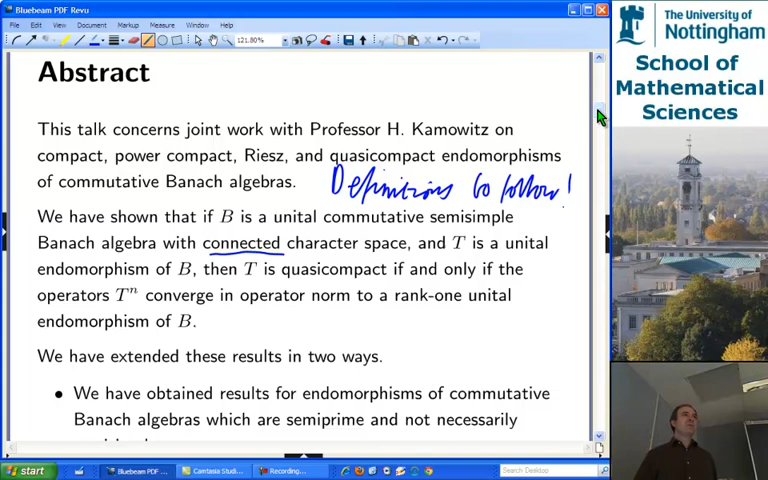 Bluebeam PDF Revu
File Edit View Document Markup Measure Window Help
121.80%
Abstract
This talk concerns joint work with Professor H. Kamowitz on
compact, power compact, Riesz, and quasicompact endomorphisms
of commutative Banach algebras.
Definitions to follow!
We have shown that if B is a unital commutative semisimple
Banach algebra with connected character space, and T is a unital
endomorphism of B, then T is quasicompact if and only if the
operators Tⁿ converge in operator norm to a rank-one unital
endomorphism of B.
We have extended these results in two ways.
• We have obtained results for endomorphisms of commutative
Banach algebras which are semiprime and not necessarily
start
Bluebeam PDF ...
Camtasia Studi...
Recording...
Search Desktop
The University of
Nottingham
School of
Mathematical
Sciences